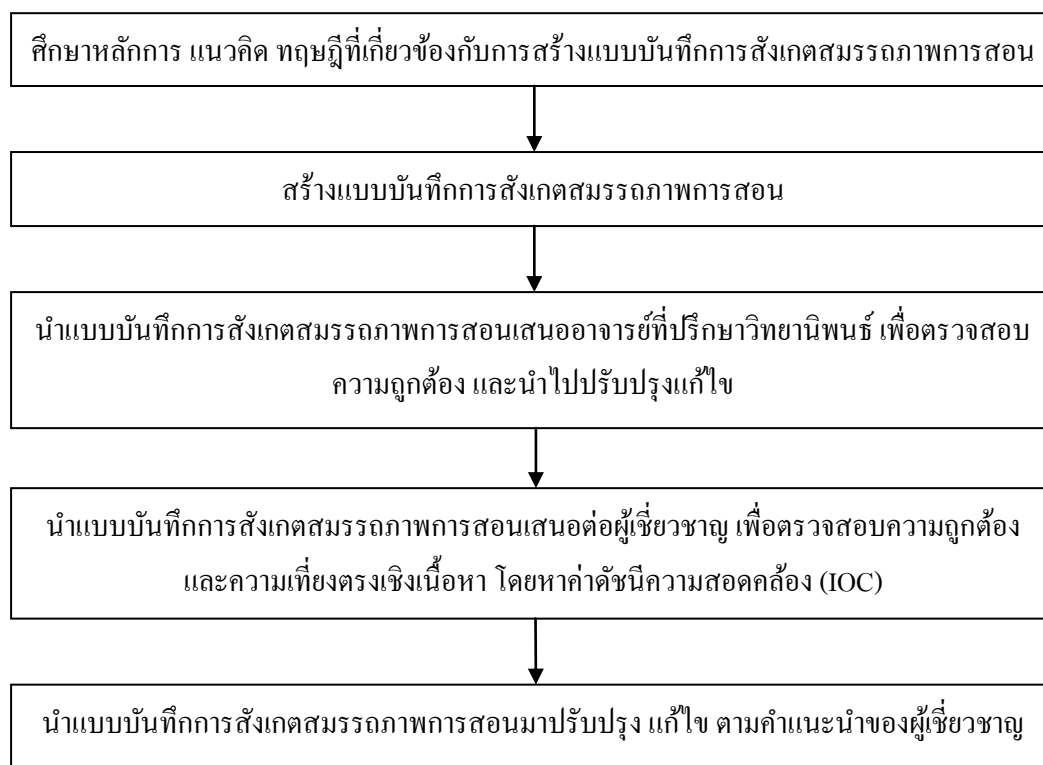 ศึกษาหลักการ แนวคิด ทฤษฎีที่เกี่ยวข้องกับการสร้างแบบบันทึกการสังเกตสมรรถภาพการสอน
สร้างแบบบันทึกการสังเกตสมรรถภาพการสอน
นำแบบบันทึกการสังเกตสมรรถภาพการสอนเสนออาจารย์ที่ปรึกษาวิทยานิพนธ์ เพื่อตรวจสอบ
ความถูกต้อง และนำไปปรับปรุงแก้ไข
นำแบบบันทึกการสังเกตสมรรถภาพการสอนเสนอต่อผู้เชี่ยวชาญ เพื่อตรวจสอบความถูกต้อง
และความเที่ยงตรงเชิงเนื้อหา โดยหาค่าดัชนีความสอดคล้อง (IOC)
นำแบบบันทึกการสังเกตสมรรถภาพการสอนมาปรับปรุง แก้ไข ตามคำแนะนำของผู้เชี่ยวชาญ